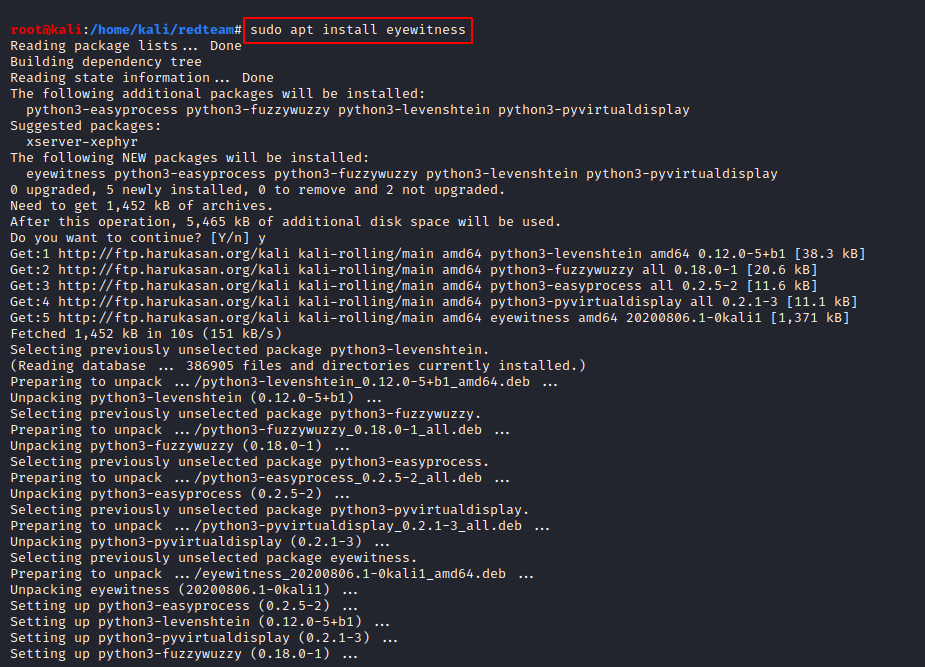 root@kali:/home/kali/redteam# sudo apt install eyewitness
Reading package lists... Done
Building dependency tree
Reading state information... Done
The following additional packages will be installed:
  python3-easyprocess python3-fuzzywuzzy python3-levenshtein python3-pyvirtualdisplay
Suggested packages:
  xserver-xephyr
The following NEW packages will be installed:
  eyewitness python3-easyprocess python3-fuzzywuzzy python3-levenshtein python3-pyvirtualdisplay
0 upgraded, 5 newly installed, 0 to remove and 2 not upgraded.
Need to get 1,452 kB of archives.
After this operation, 5,465 kB of additional disk space will be used.
Do you want to continue? [Y/n] y
Get:1 http://ftp.harukasan.org/kali kali-rolling/main amd64 python3-levenshtein amd64 0.12.0-5+b1 [38.3 kB]
Get:2 http://ftp.harukasan.org/kali kali-rolling/main amd64 python3-fuzzywuzzy all 0.18.0-1 [20.6 kB]
Get:3 http://ftp.harukasan.org/kali kali-rolling/main amd64 python3-easyprocess all 0.2.5-2 [11.6 kB]
Get:4 http://ftp.harukasan.org/kali kali-rolling/main amd64 python3-pyvirtualdisplay all 0.2.1-3 [11.1 kB]
Get:5 http://ftp.harukasan.org/kali kali-rolling/main amd64 eyewitness amd64 20200806.1-0kali1 [1,371 kB]
Fetched 1,452 kB in 10s (151 kB/s)
Selecting previously unselected package python3-levenshtein.
(Reading database ... 386905 files and directories currently installed.)
Preparing to unpack .../python3-levenshtein_0.12.0-5+b1_amd64.deb ...
Unpacking python3-levenshtein (0.12.0-5+b1) ...
Selecting previously unselected package python3-fuzzywuzzy.
Preparing to unpack .../python3-fuzzywuzzy_0.18.0-1_all.deb ...
Unpacking python3-fuzzywuzzy (0.18.0-1) ...
Selecting previously unselected package python3-easyprocess.
Preparing to unpack .../python3-easyprocess_0.2.5-2_all.deb ...
Unpacking python3-easyprocess (0.2.5-2) ...
Selecting previously unselected package python3-pyvirtualdisplay.
Preparing to unpack .../python3-pyvirtualdisplay_0.2.1-3_all.deb ...
Unpacking python3-pyvirtualdisplay (0.2.1-3) ...
Selecting previously unselected package eyewitness.
Preparing to unpack .../eyewitness_20200806.1-0kali1_amd64.deb ...
Unpacking eyewitness (20200806.1-0kali1) ...
Setting up python3-easyprocess (0.2.5-2) ...
Setting up python3-levenshtein (0.12.0-5+b1) ...
Setting up python3-pyvirtualdisplay (0.2.1-3) ...
Setting up python3-fuzzywuzzy (0.18.0-1) ...